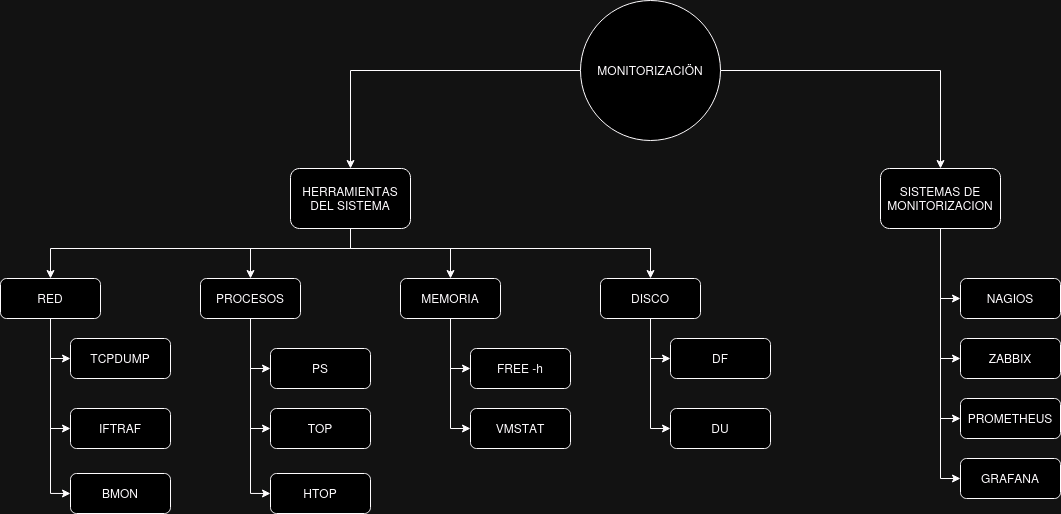 MONITORIZACIÖN
HERRAMIENTAS
DEL SISTEMA
SISTEMAS DE
MONITORIZACION
RED
PROCESOS
MEMORIA
DISCO
NAGIOS
TCPDUMP
PS
FREE -h
DF
ZABBIX
IFTRAF
TOP
VMSTAT
DU
PROMETHEUS
BMON
HTOP
GRAFANA